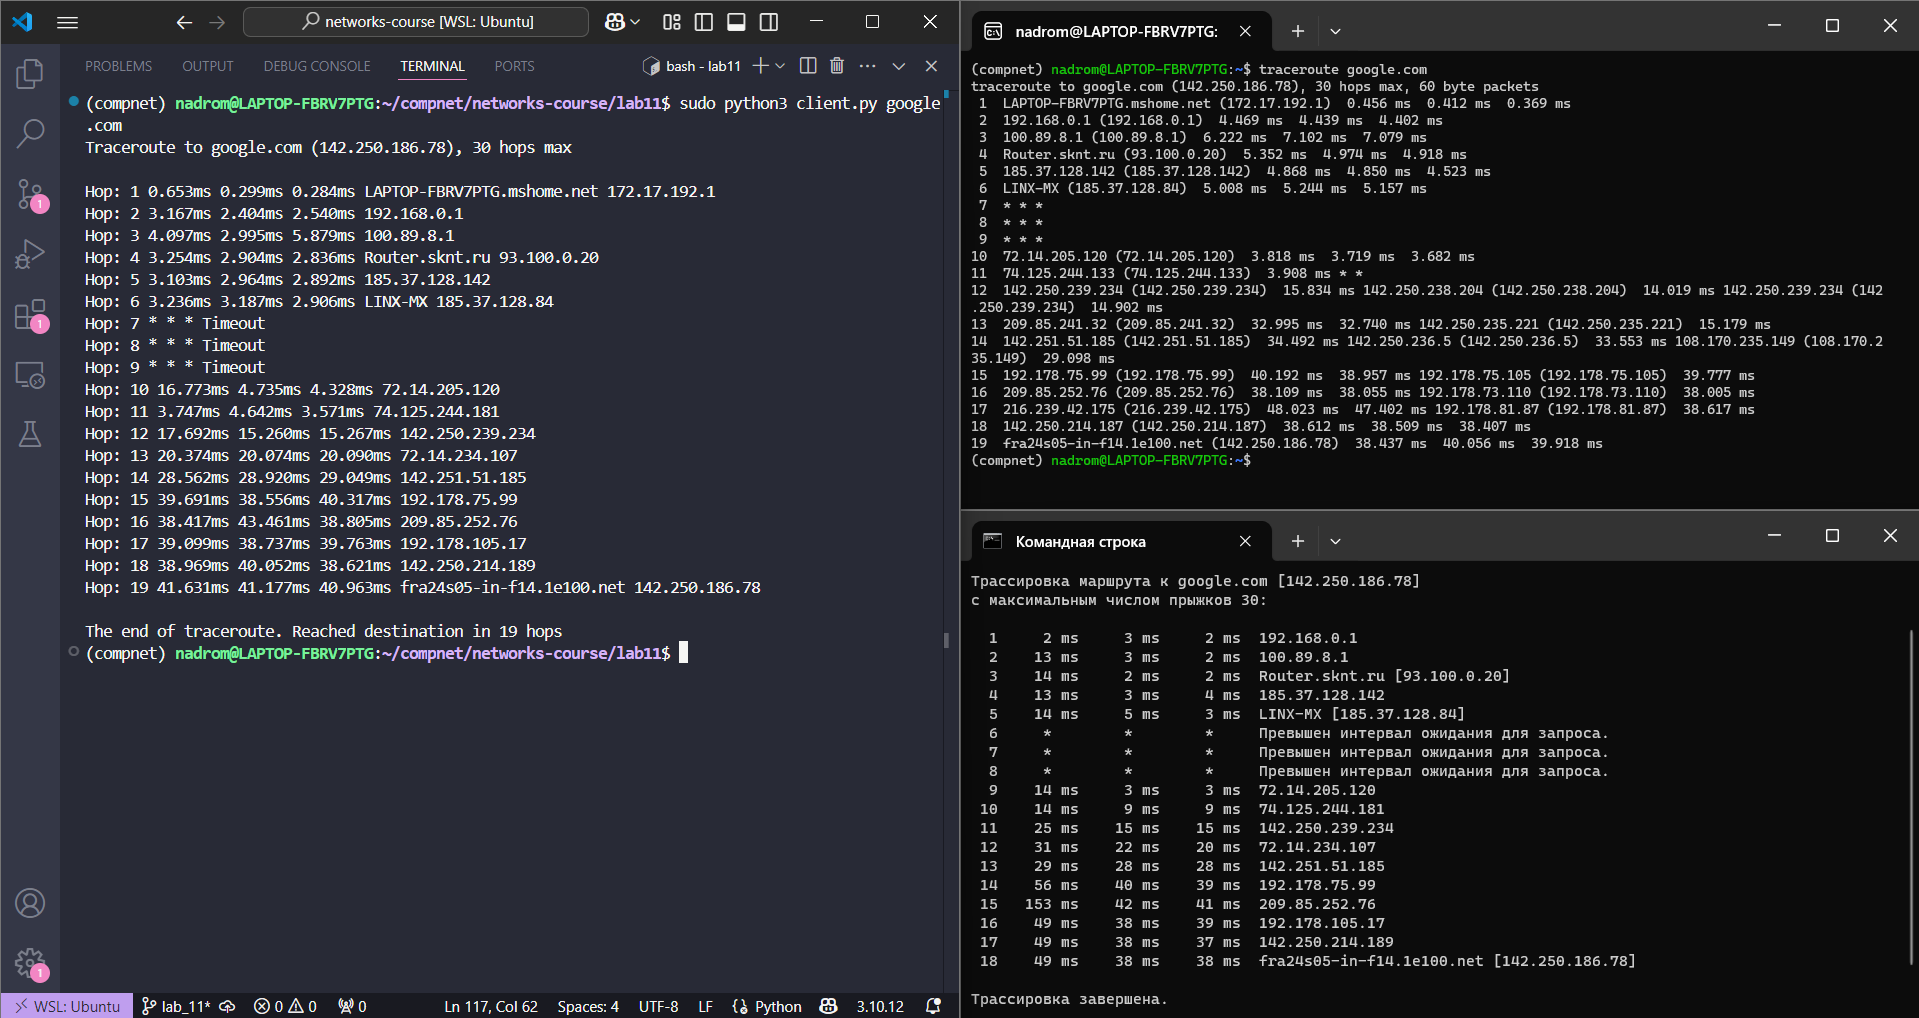 networks-course [WSL: Ubuntu]
PROBLEMS OUTPUT DEBUG CONSOLE TERMINAL PORTS bash - lab11
(compnet) nadrom@LAPTOP-FBRV7PTG:~/compnet/networks-course/lab11$ sudo python3 client.py google
.com
Traceroute to google.com (142.250.186.78), 30 hops max
Hop: 1 0.653ms 0.299ms 0.284ms LAPTOP-FBRV7PTG.mshome.net 172.17.192.1
Hop: 2 3.167ms 2.404ms 2.540ms 192.168.0.1
Hop: 3 4.097ms 2.995ms 5.879ms 100.89.8.1
Hop: 4 3.254ms 2.904ms 2.836ms Router.sknt.ru 93.100.0.20
Hop: 5 3.103ms 2.964ms 2.892ms 185.37.128.142
Hop: 6 3.236ms 3.187ms 2.906ms LINX-MX 185.37.128.84
Hop: 7 * * * Timeout
Hop: 8 * * * Timeout
Hop: 9 * * * Timeout
Hop: 10 16.773ms 4.735ms 4.328ms 72.14.205.120
Hop: 11 3.747ms 4.642ms 3.571ms 74.125.244.181
Hop: 12 17.692ms 15.260ms 15.267ms 142.250.239.234
Hop: 13 20.374ms 20.074ms 20.090ms 72.14.234.107
Hop: 14 28.562ms 28.920ms 29.049ms 142.251.51.185
Hop: 15 39.691ms 38.556ms 40.317ms 192.178.75.99
Hop: 16 38.417ms 43.461ms 38.805ms 209.85.252.76
Hop: 17 39.099ms 38.737ms 39.763ms 192.178.105.17
Hop: 18 38.969ms 40.052ms 38.621ms 142.250.214.189
Hop: 19 41.631ms 41.177ms 40.963ms fra24s05-in-f14.1e100.net 142.250.186.78
The end of traceroute. Reached destination in 19 hops
(compnet) nadrom@LAPTOP-FBRV7PTG:~/compnet/networks-course/lab11$
1
1
1
WSL: Ubuntu lab_11* 0 0 0 Ln 117, Col 62 Spaces: 4 UTF-8 LF Python 3.10.12
nadrom@LAPTOP-FBRV7PTG:
(compnet) nadrom@LAPTOP-FBRV7PTG:~$ traceroute google.com
traceroute to google.com (142.250.186.78), 30 hops max, 60 byte packets
1 LAPTOP-FBRV7PTG.mshome.net (172.17.192.1) 0.456 ms 0.412 ms 0.369 ms
2 192.168.0.1 (192.168.0.1) 4.469 ms 4.439 ms 4.402 ms
3 100.89.8.1 (100.89.8.1) 6.222 ms 7.102 ms 7.079 ms
4 Router.sknt.ru (93.100.0.20) 5.352 ms 4.974 ms 4.918 ms
5 185.37.128.142 (185.37.128.142) 4.868 ms 4.850 ms 4.523 ms
6 LINX-MX (185.37.128.84) 5.008 ms 5.244 ms 5.157 ms
7 * * *
8 * * *
9 * * *
10 72.14.205.120 (72.14.205.120) 3.818 ms 3.719 ms 3.682 ms
11 74.125.244.133 (74.125.244.133) 3.908 ms * *
12 142.250.239.234 (142.250.239.234) 15.834 ms 142.250.238.204 (142.250.238.204) 14.019 ms 142.250.239.234 (142
.250.239.234) 14.902 ms
13 209.85.241.32 (209.85.241.32) 32.995 ms 32.740 ms 142.250.235.221 (142.250.235.221) 15.179 ms
14 142.251.51.185 (142.251.51.185) 34.492 ms 142.250.236.5 (142.250.236.5) 33.553 ms 108.170.235.149 (108.170.2
35.149) 29.098 ms
15 192.178.75.99 (192.178.75.99) 40.192 ms 38.957 ms 192.178.75.105 (192.178.75.105) 39.777 ms
16 209.85.252.76 (209.85.252.76) 38.109 ms 38.055 ms 192.178.73.110 (192.178.73.110) 38.005 ms
17 216.239.42.175 (216.239.42.175) 48.023 ms 47.402 ms 192.178.81.87 (192.178.81.87) 38.617 ms
18 142.250.214.187 (142.250.214.187) 38.612 ms 38.509 ms 38.407 ms
19 fra24s05-in-f14.1e100.net (142.250.186.78) 38.437 ms 40.056 ms 39.918 ms
(compnet) nadrom@LAPTOP-FBRV7PTG:~$
Командная строка
Трассировка маршрута к google.com [142.250.186.78]
с максимальным числом прыжков 30:
1 2 ms 3 ms 2 ms 192.168.0.1
2 13 ms 3 ms 2 ms 100.89.8.1
3 14 ms 2 ms 2 ms Router.sknt.ru [93.100.0.20]
4 13 ms 3 ms 4 ms 185.37.128.142
5 14 ms 5 ms 3 ms LINX-MX [185.37.128.84]
6 * * * Превышен интервал ожидания для запроса.
7 * * * Превышен интервал ожидания для запроса.
8 * * * Превышен интервал ожидания для запроса.
9 14 ms 3 ms 3 ms 72.14.205.120
10 14 ms 9 ms 9 ms 74.125.244.181
11 25 ms 15 ms 15 ms 142.250.239.234
12 31 ms 22 ms 20 ms 72.14.234.107
13 29 ms 28 ms 28 ms 142.251.51.185
14 56 ms 40 ms 39 ms 192.178.75.99
15 153 ms 42 ms 41 ms 209.85.252.76
16 49 ms 38 ms 39 ms 192.178.105.17
17 49 ms 38 ms 37 ms 142.250.214.189
18 49 ms 38 ms 38 ms fra24s05-in-f14.1e100.net [142.250.186.78]
Трассировка завершена.